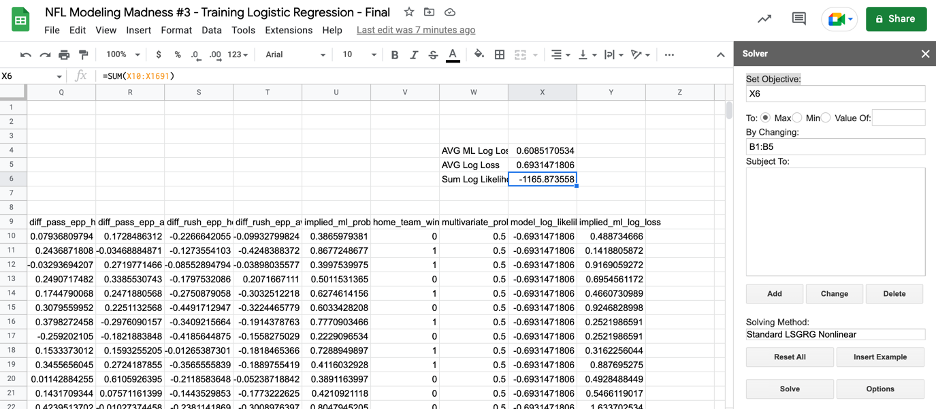 NFL Modeling Madness #3 - Training Logistic Regression - Final
Share
File Edit View Insert Format Data Tools Extensions Help Last edit was 7 minutes ago
100% $ % .0 .00 123 Arial 10 B I S A
Solver
X6 fx =SUM(X10:X1691)
Q R S T U V W X Y Z
1
2
3
4 AVG ML Log Los 0.6085170534
5 AVG Log Loss 0.6931471806
6 Sum Log Likelih -1165.873558
7
8
9 diff_pass_epp_h diff_pass_epp_a diff_rush_epp_h diff_rush_epp_a implied_ml_prob home_team_win multivariate_prol model_log_likelil implied_ml_log_loss
10 0.07936809794 0.1728486312 -0.2266642055 -0.09932799824 0.3865979381 0 0.5 -0.6931471806 0.488734666
11 0.2436871808 -0.03468884871 -0.1273554103 -0.4248388372 0.8677248677 1 0.5 -0.6931471806 0.1418805872
12 -0.03293694207 0.2719771466 -0.08552894794 -0.03898035577 0.3997539975 1 0.5 -0.6931471806 0.9169059272
13 0.2490717482 0.3385530743 -0.1797532086 0.2071667111 0.5011531365 0 0.5 -0.6931471806 0.6954561172
14 0.1744790068 0.2471880568 -0.2750879058 -0.3032512218 0.6274614156 1 0.5 -0.6931471806 0.4660730989
15 0.3079559952 0.2251132568 -0.4491712947 -0.3224465779 0.6033428208 0 0.5 -0.6931471806 0.9246828998
16 0.3798272458 -0.2976090157 -0.3409215664 -0.1914378763 0.7770903466 1 0.5 -0.6931471806 0.2521986591
17 -0.259202105 -0.1821883848 -0.4185644875 -0.1558275029 0.2229096534 0 0.5 -0.6931471806 0.2521986591
18 0.1533373012 0.1593255205 -0.01265387301 -0.1818465366 0.7288949897 1 0.5 -0.6931471806 0.3162256044
19 0.3455656045 0.2724187855 -0.3565555839 -0.1889755419 0.4116032928 1 0.5 -0.6931471806 0.887695275
20 0.01142884255 0.6105926395 -0.2118583648 -0.05238718842 0.3891163997 0 0.5 -0.6931471806 0.4928488449
21 0.1431709344 0.07571161399 -0.1443529853 -0.1773222625 0.4210921118 0 0.5 -0.6931471806 0.5466119017
22 0.4239513702 -0.01027374458 -0.2381141869 -0.3008976397 0.8047945205 0 0.5 -0.6931471806 1.633702534
Set Objective:
X6
To: Max Min Value Of:
By Changing:
B1:B5
Subject To:
Add Change Delete
Solving Method:
Standard LSGRG Nonlinear
Reset All Insert Example
Solve Options